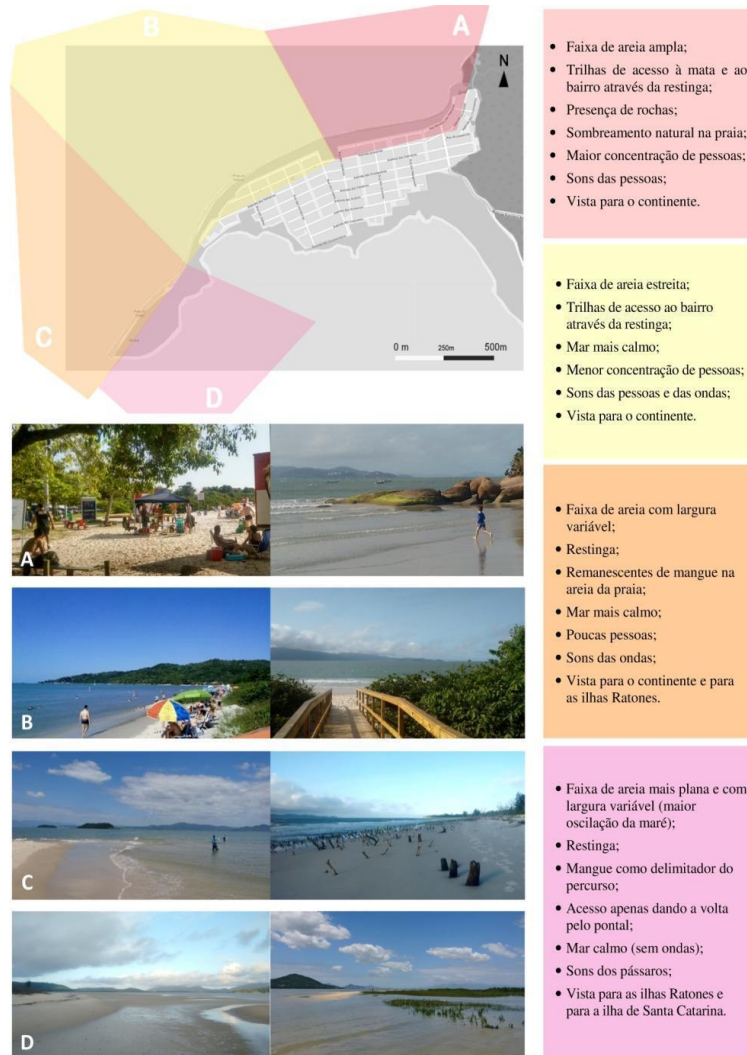 B
A
N
C
D
0 m
250m
500m
• Faixa de areia ampla;
• Trilhas de acesso à mata e ao
bairro através da restinga;
• Presença de rochas;
• Sombreamento natural na praia;
• Maior concentração de pessoas;
• Sons das pessoas;
• Vista para o continente.
• Faixa de areia estreita;
• Trilhas de acesso ao bairro
através da restinga;
• Mar mais calmo;
• Menor concentração de pessoas;
• Sons das pessoas e das ondas;
• Vista para o continente.
A
• Faixa de areia com largura
variável;
• Restinga;
• Remanescentes de mangue na
areia da praia;
• Mar mais calmo;
• Poucas pessoas;
• Sons das ondas;
• Vista para o continente e para
as ilhas Ratones.
B
C
• Faixa de areia mais plana e com
largura variável (maior
oscilação da maré);
• Restinga;
• Mangue como delimitador do
percurso;
• Acesso apenas dando a volta
pelo pontal;
• Mar calmo (sem ondas);
• Sons dos pássaros;
• Vista para as ilhas Ratones e
para a ilha de Santa Catarina.
D